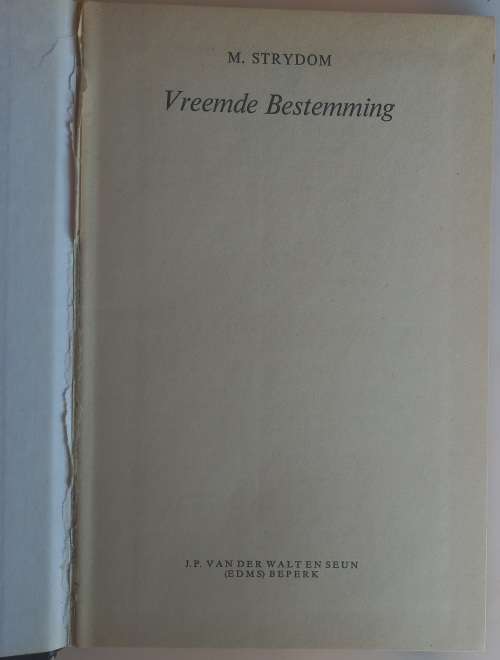 M. STRYDOM
Vreemde Bestemming
J.P. VAN DER WALT EN SEUN
(EDMS) BEPERK